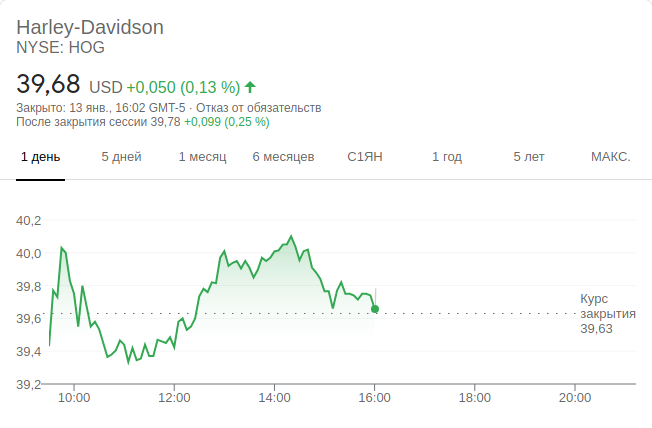 Harley-Davidson
NYSE: HOG
39,68 USD +0,050 (0,13 %)
Закрыто: 13 янв., 16:02 GMT-5 · Отказ от обязательств
После закрытия сессии 39,78 +0,099 (0,25 %)
1 день 5 дней 1 месяц 6 месяцев С1ЯН 1 год 5 лет МАКС.
40,2
40,0
39,8
39,6
39,4
39,2
Курс
закрытия
39,63
10:00 12:00 14:00 16:00 18:00 20:00